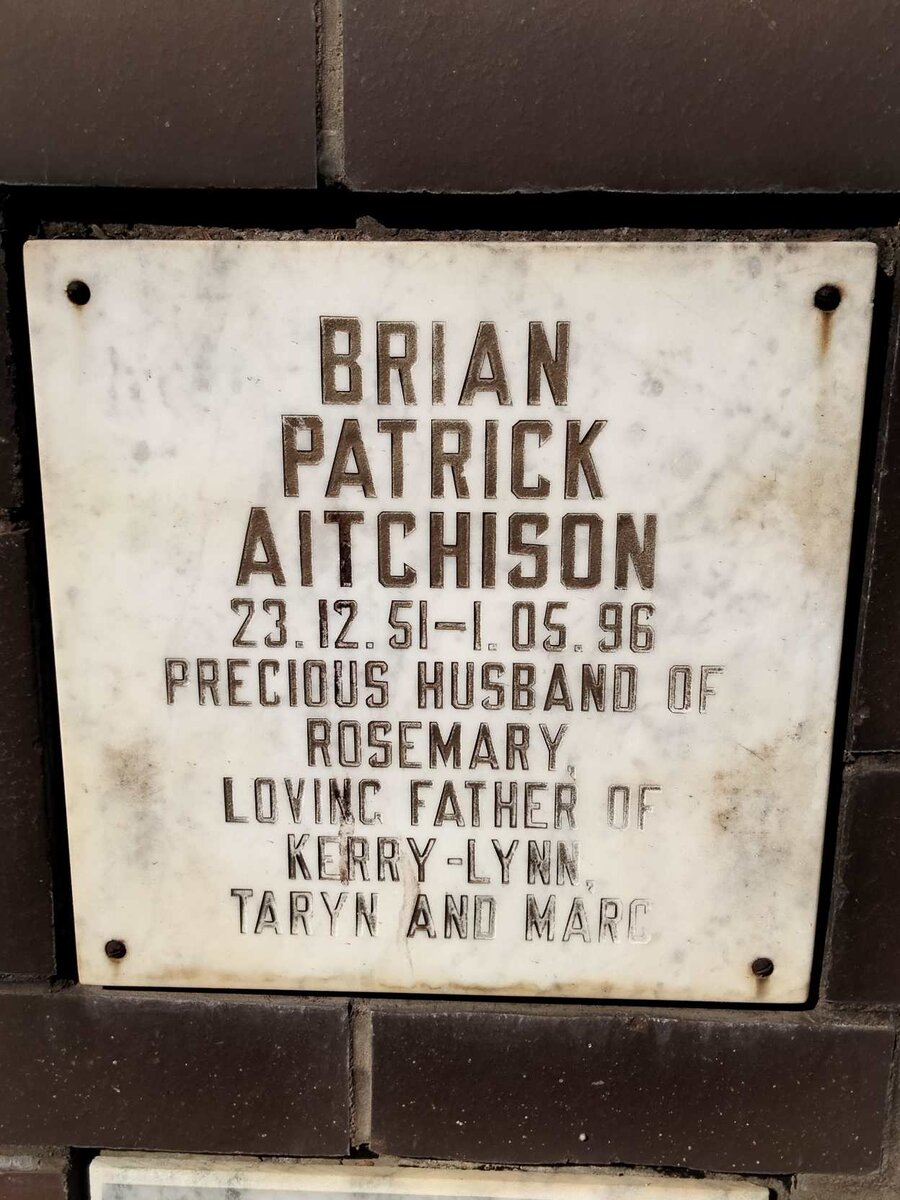 BRIAN
PATRICK
AITCHISON
23.12.51-1.05.96
PRECIOUS HUSBAND OF
ROSEMARY,
LOVING FATHER OF
KERRY-LYNN,
TARYN AND MARC